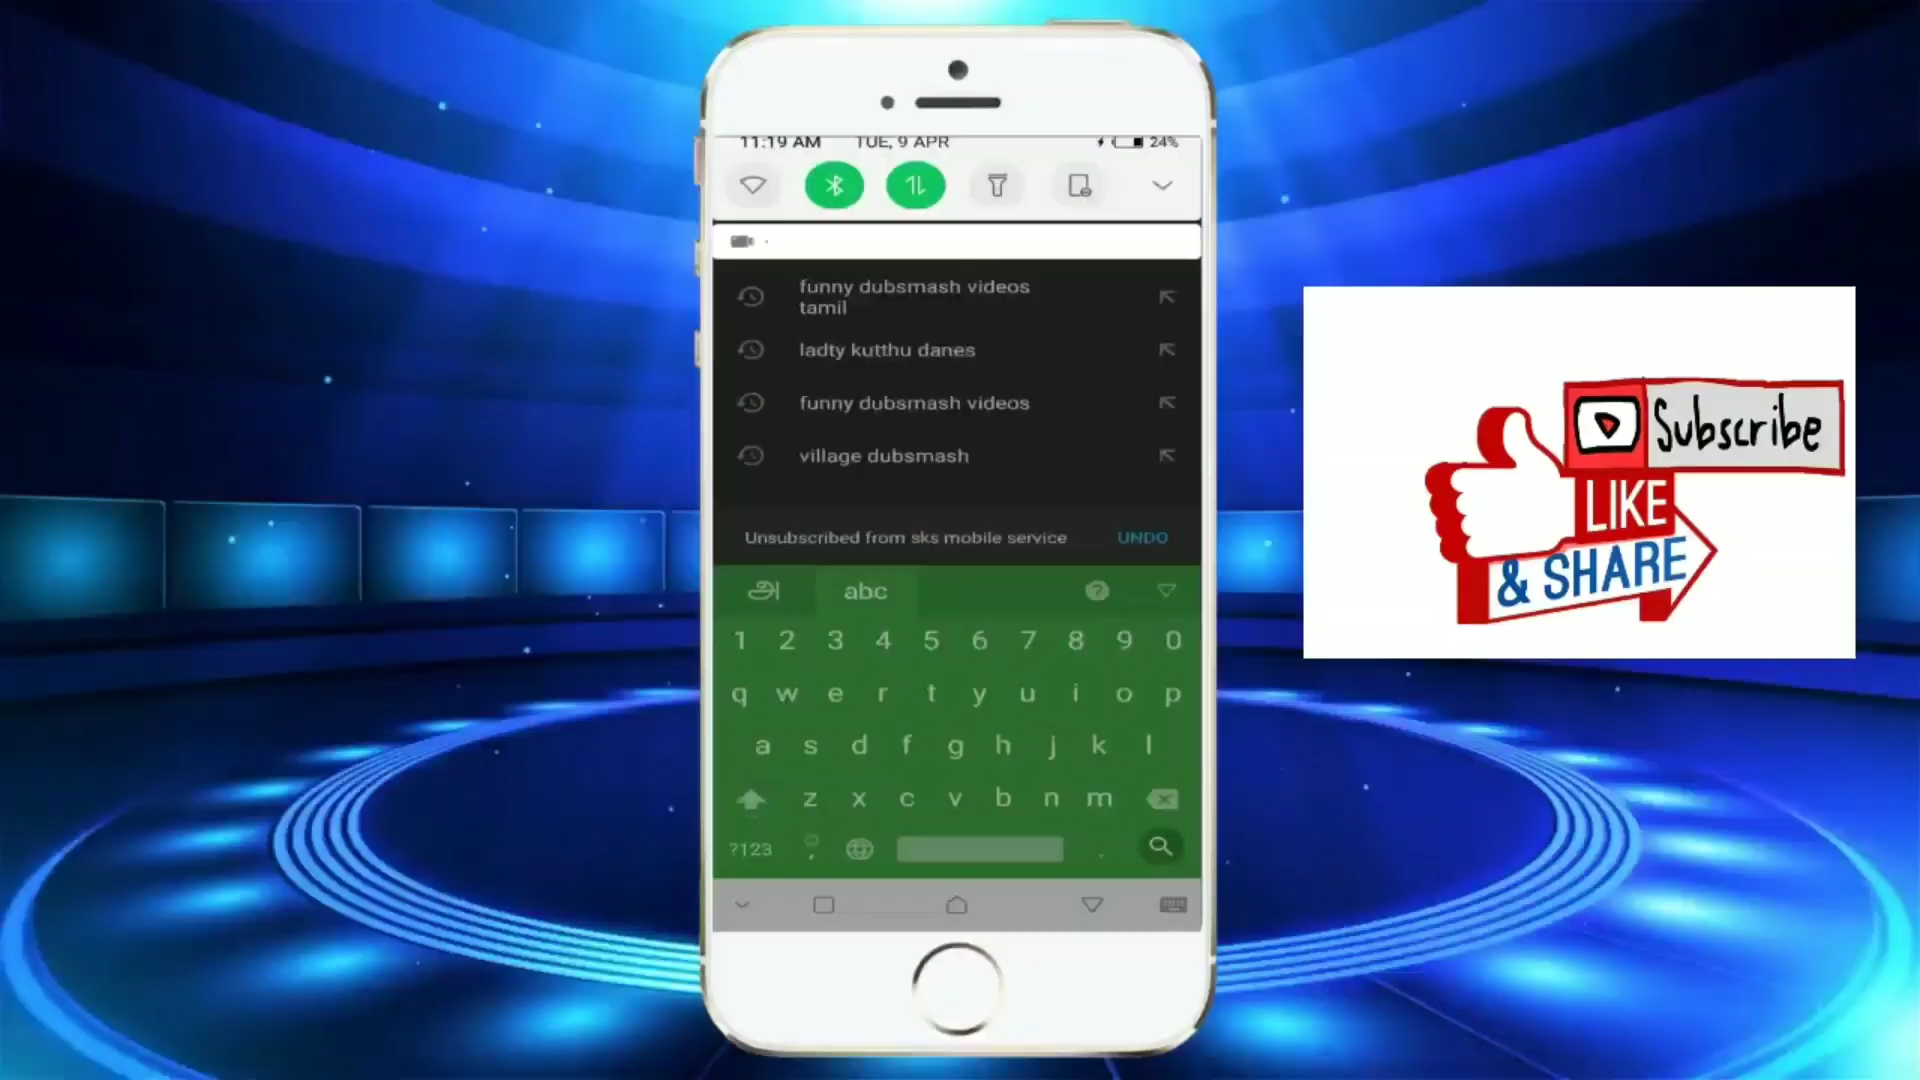 11:19 AM TUE, 9 APR 24%
funny dubsmash videos
tamil
ladty kutthu danes
funny dubsmash videos
village dubsmash
Unsubscribed from sks mobile service UNDO
அ abc ?
1 2 3 4 5 6 7 8 9 0
q w e r t y u i o p
a s d f g h j k l
z x c v b n m
?123 , .
Subscribe
LIKE
& SHARE